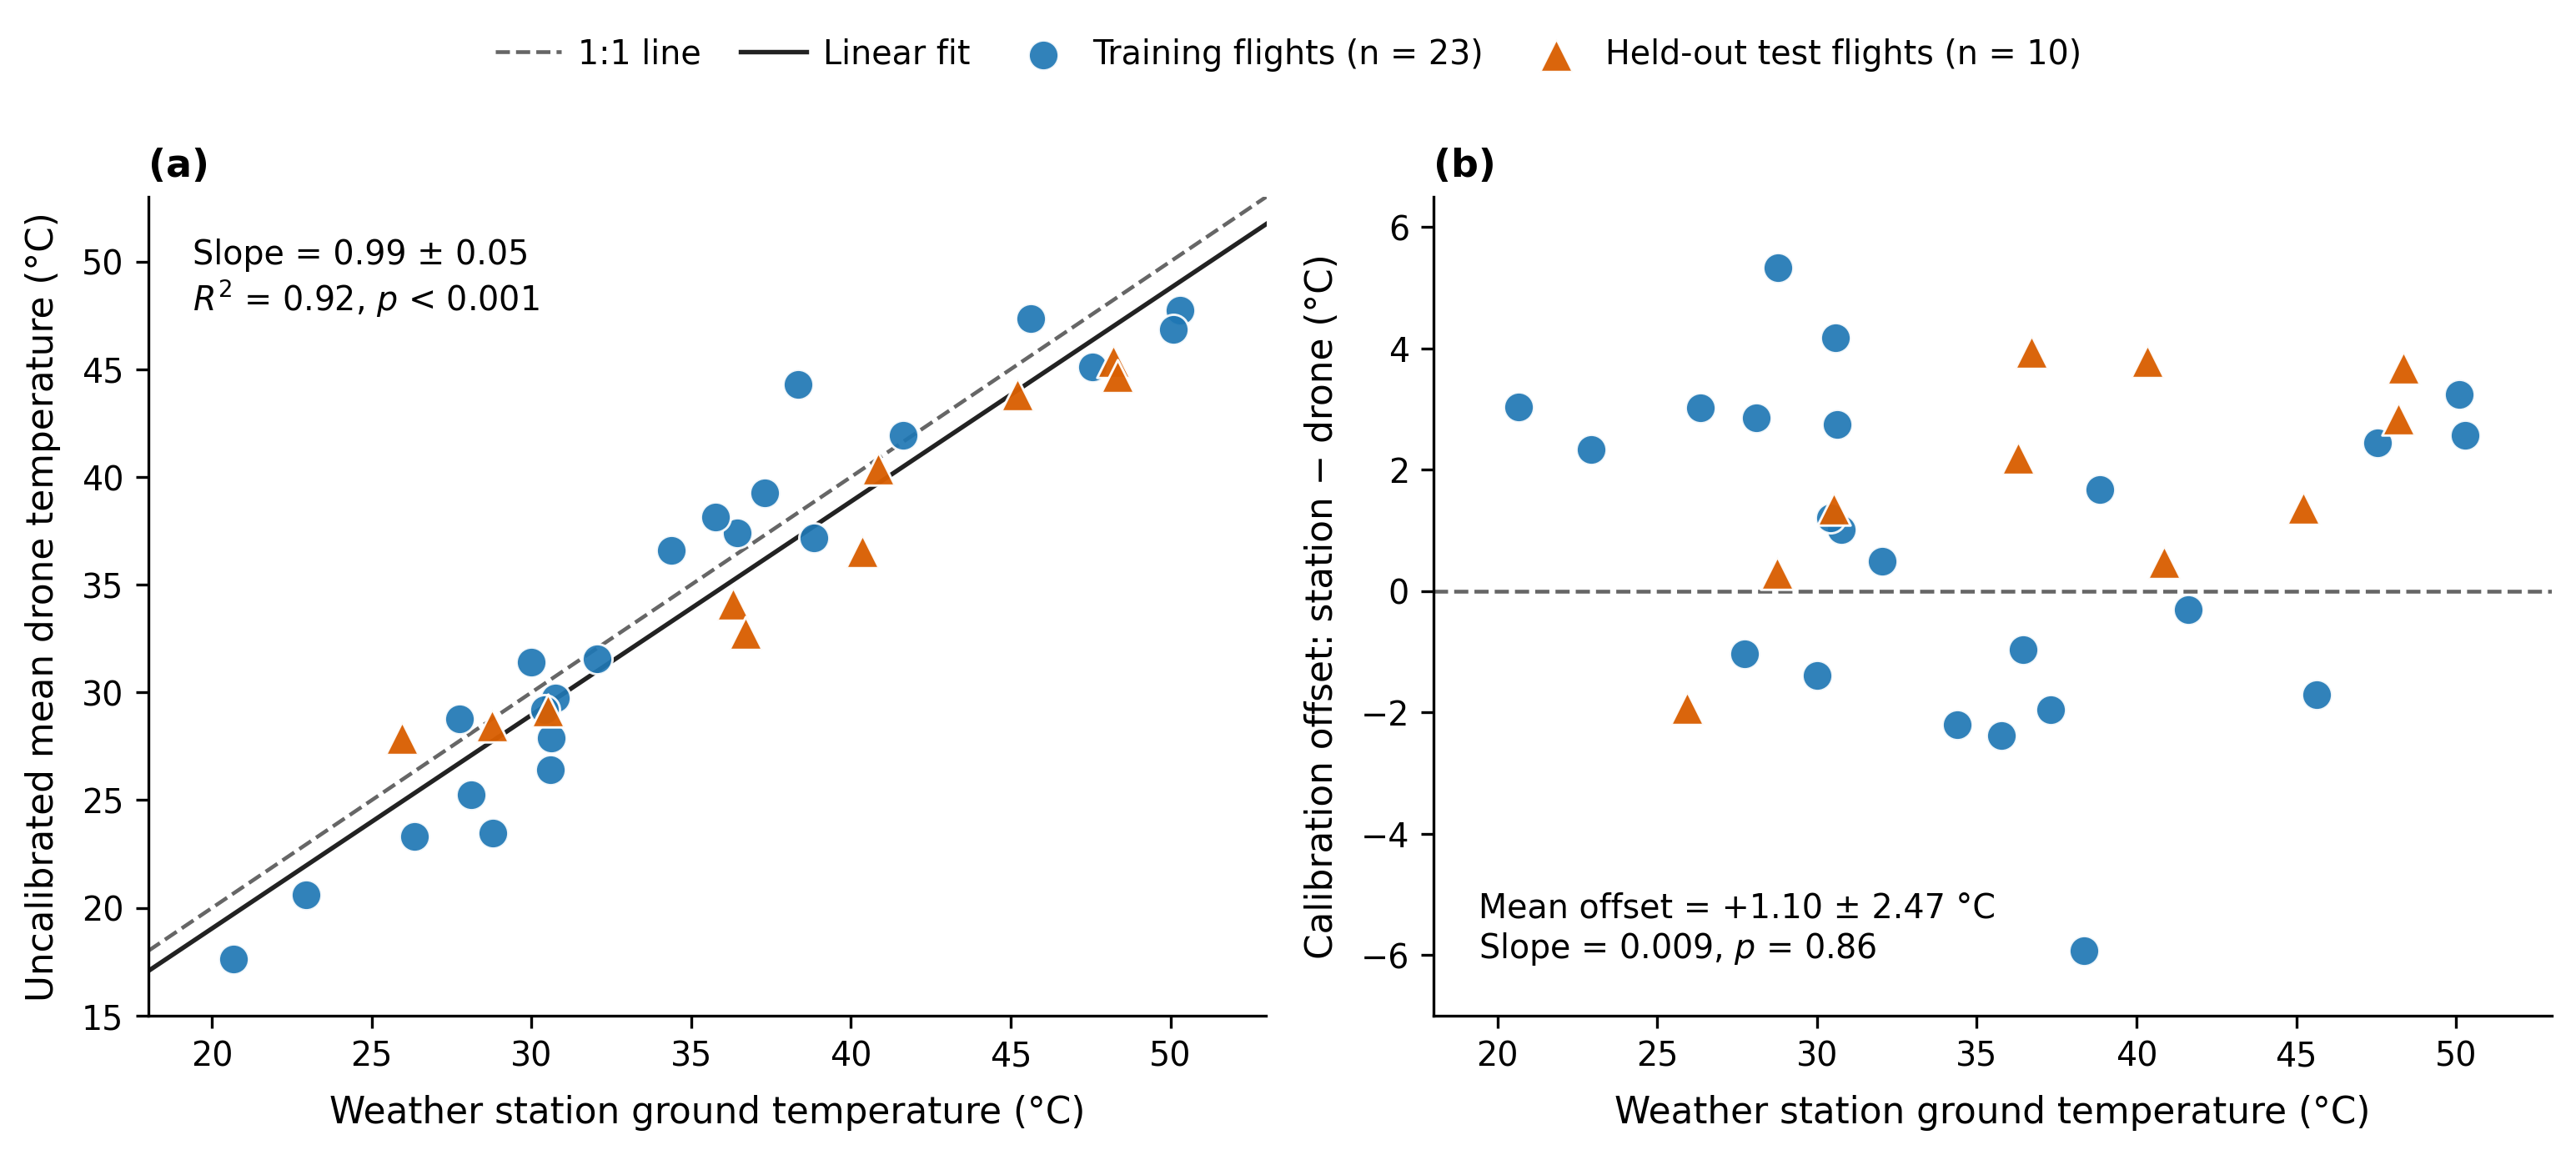 1:1 line
Linear fit
Training flights (n = 23)
Held-out test flights (n = 10)
(a)
Slope = 0.99 ± 0.05
R² = 0.92, p < 0.001
Uncalibrated mean drone temperature (°C)
50
45
40
35
30
25
20
15
20 25 30 35 40 45 50
Weather station ground temperature (°C)
(b)
Calibration offset: station − drone (°C)
6
4
2
0
−2
−4
−6
Mean offset = +1.10 ± 2.47 °C
Slope = 0.009, p = 0.86
20 25 30 35 40 45 50
Weather station ground temperature (°C)